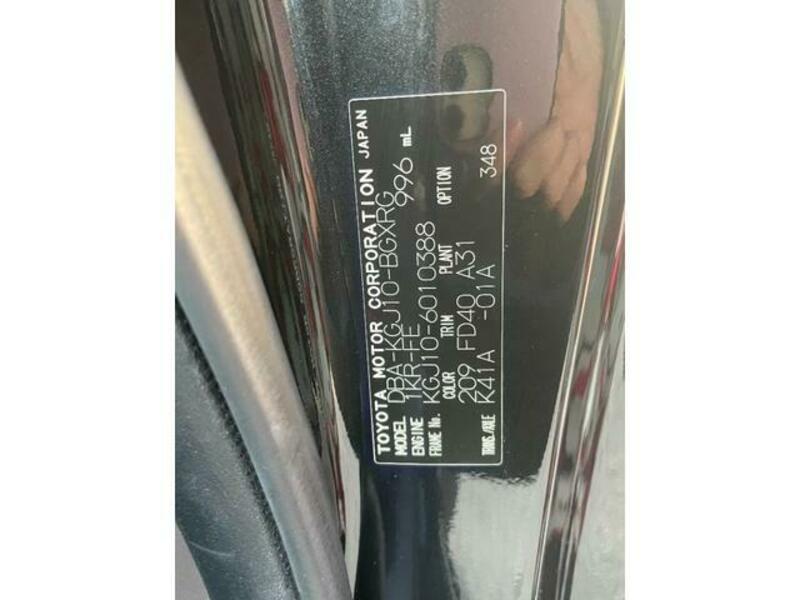 TOYOTA MOTOR CORPORATION JAPAN
MODEL DBA-KGJ10-BGXRG
ENGINE 1KR-FE 996 mL
FRAME No. KGJ10-6010388
COLOR TRIM PLANT OPTION
209 FD40 A31
TRANS/AXLE K41A -01A 348